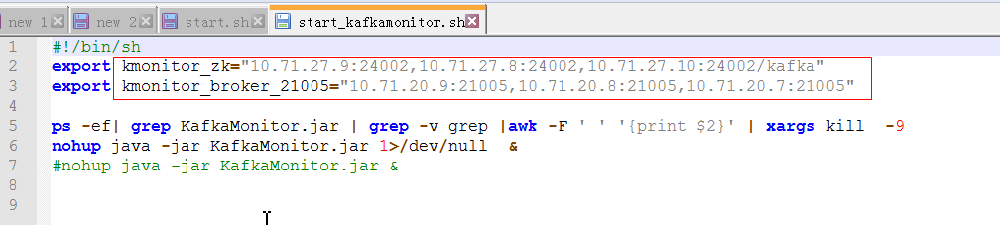 new 1 new 2 start.sh start_kafkamonitor.sh
1 #!/bin/sh
2 export kmonitor_zk="10.71.27.9:24002,10.71.27.8:24002,10.71.27.10:24002/kafka"
3 export kmonitor_broker_21005="10.71.20.9:21005,10.71.20.8:21005,10.71.20.7:21005"
4
5 ps -ef| grep KafkaMonitor.jar | grep -v grep |awk -F ' ' '{print $2}' | xargs kill  -9
6 nohup java -jar KafkaMonitor.jar 1>/dev/null  &
7 #nohup java -jar KafkaMonitor.jar &
8
9